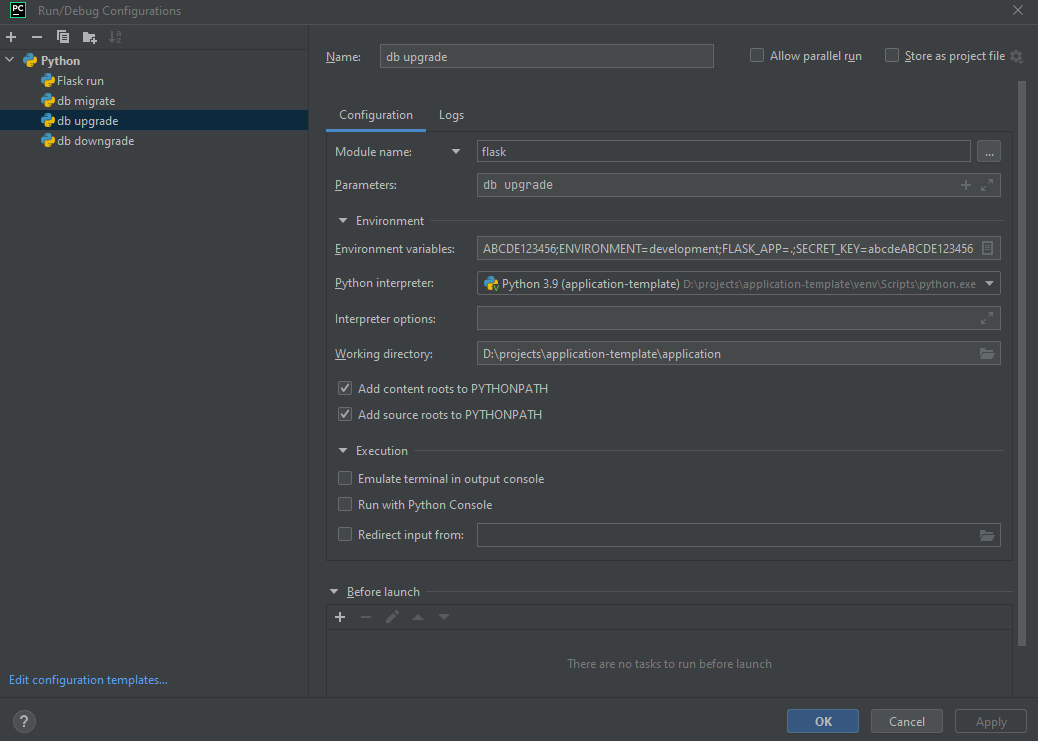 PC Run/Debug Configurations
Python
Flask run
db migrate
db upgrade
db downgrade
Edit configuration templates...
Name: db upgrade Allow parallel run Store as project file
Configuration Logs
Module name: flask ...
Parameters: db upgrade
Environment
Environment variables: ABCDE123456;ENVIRONMENT=development;FLASK_APP=.;SECRET_KEY=abcdeABCDE123456
Python interpreter: Python 3.9 (application-template) D:\projects\application-template\venv\Scripts\python.exe
Interpreter options:
Working directory: D:\projects\application-template\application
Add content roots to PYTHONPATH
Add source roots to PYTHONPATH
Execution
Emulate terminal in output console
Run with Python Console
Redirect input from:
Before launch
There are no tasks to run before launch
? OK Cancel Apply